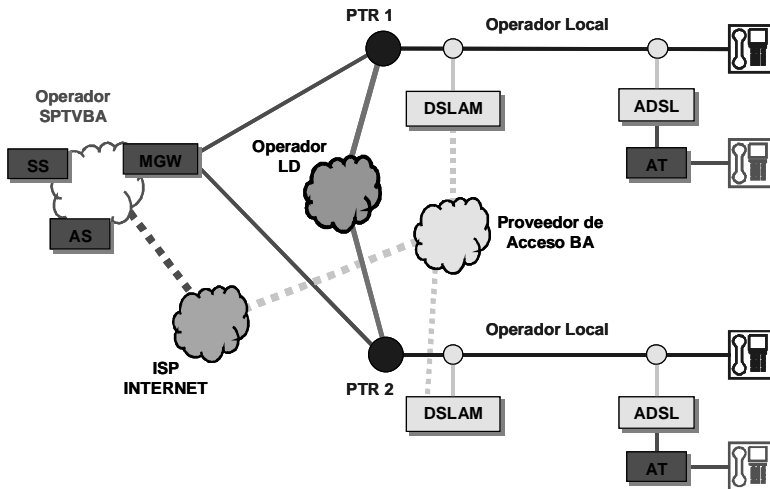 PTR 1
Operador Local
Operador
SPTVBA
DSLAM
ADSL
SS
MGW
Operador
LD
AT
AS
Proveedor de
Acceso BA
ISP
INTERNET
Operador Local
PTR 2
DSLAM
ADSL
AT